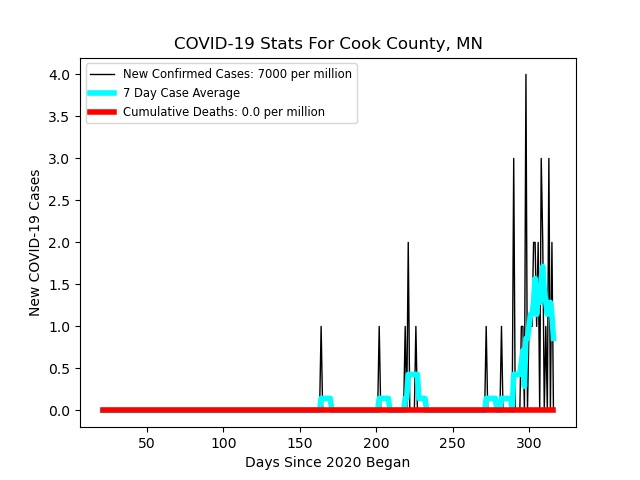 COVID-19 Stats For Cook County, MN
New Confirmed Cases: 7000 per million
7 Day Case Average
Cumulative Deaths: 0.0 per million
4.0
3.5
3.0
2.5
2.0
1.5
1.0
0.5
0.0
New COVID-19 Cases
50 100 150 200 250 300
Days Since 2020 Began